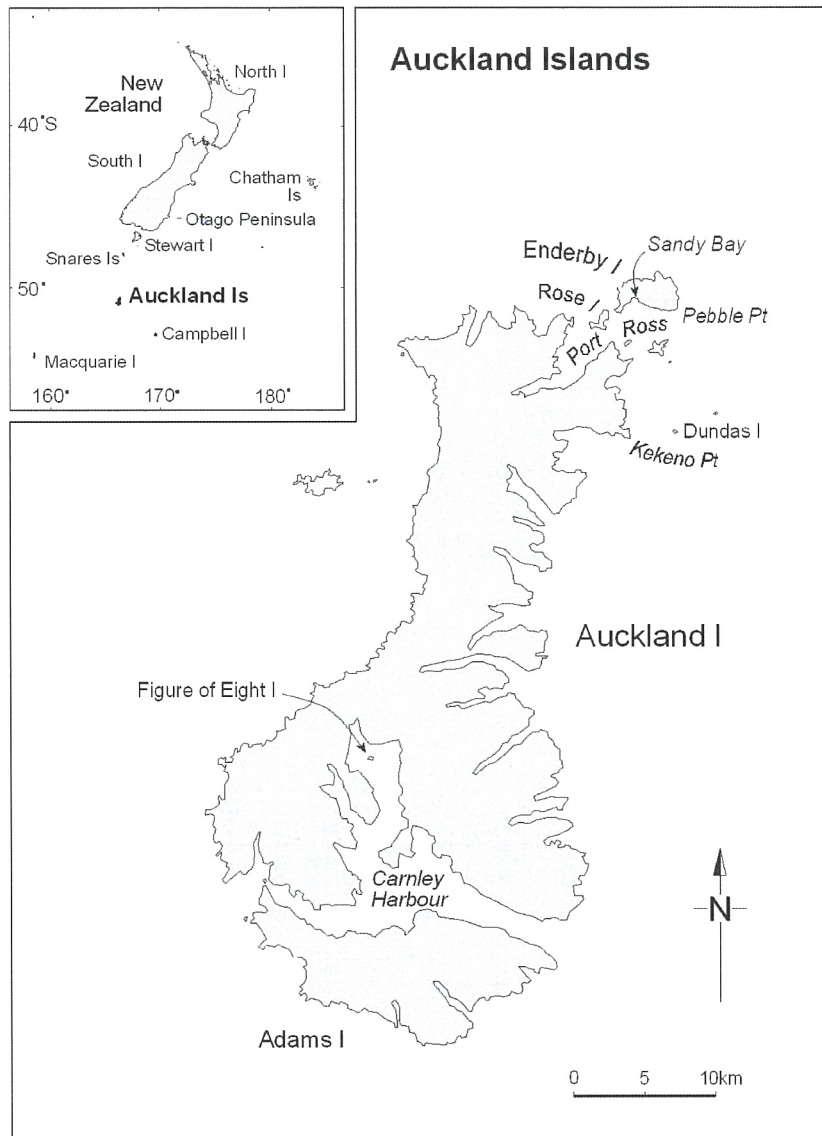 Auckland Islands
New
Zealand
North I
40°S
South I
Chatham
Is
Otago Peninsula
Stewart I
Snares Is
50°
Auckland Is
Campbell I
Macquarie I
160°
170°
180°
Sandy Bay
Enderby I
Rose I
Port Ross
Pebble Pt
Dundas I
Kekeno Pt
Auckland I
Figure of Eight I
Carnley
Harbour
N
Adams I
0 5 10km